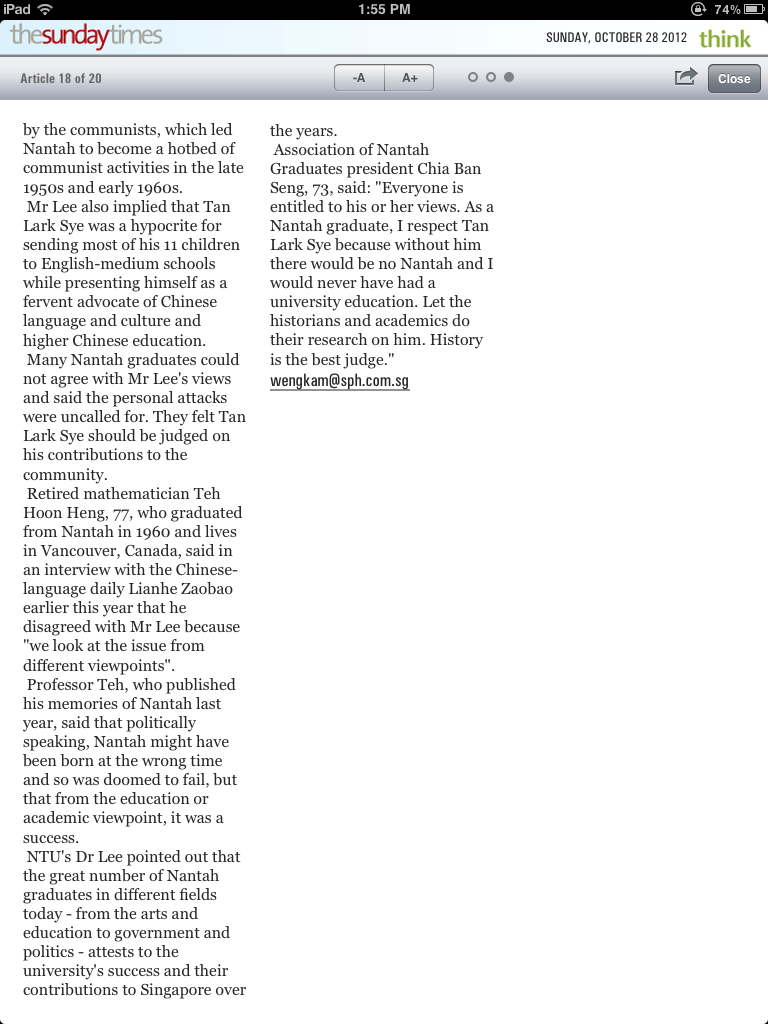 iPad
1:55 PM
74%
thesundaytimes
SUNDAY, OCTOBER 28 2012
think
Article 18 of 20
-A
A+
Close
by the communists, which led
Nantah to become a hotbed of
communist activities in the late
1950s and early 1960s.
Mr Lee also implied that Tan
Lark Sye was a hypocrite for
sending most of his 11 children
to English-medium schools
while presenting himself as a
fervent advocate of Chinese
language and culture and
higher Chinese education.
Many Nantah graduates could
not agree with Mr Lee's views
and said the personal attacks
were uncalled for. They felt Tan
Lark Sye should be judged on
his contributions to the
community.
Retired mathematician Teh
Hoon Heng, 77, who graduated
from Nantah in 1960 and lives
in Vancouver, Canada, said in
an interview with the Chinese-
language daily Lianhe Zaobao
earlier this year that he
disagreed with Mr Lee because
"we look at the issue from
different viewpoints".
Professor Teh, who published
his memories of Nantah last
year, said that politically
speaking, Nantah might have
been born at the wrong time
and so was doomed to fail, but
that from the education or
academic viewpoint, it was a
success.
NTU's Dr Lee pointed out that
the great number of Nantah
graduates in different fields
today - from the arts and
education to government and
politics - attests to the
university's success and their
contributions to Singapore over
the years.
Association of Nantah
Graduates president Chia Ban
Seng, 73, said: "Everyone is
entitled to his or her views. As a
Nantah graduate, I respect Tan
Lark Sye because without him
there would be no Nantah and I
would never have had a
university education. Let the
historians and academics do
their research on him. History
is the best judge."
wengkam@sph.com.sg